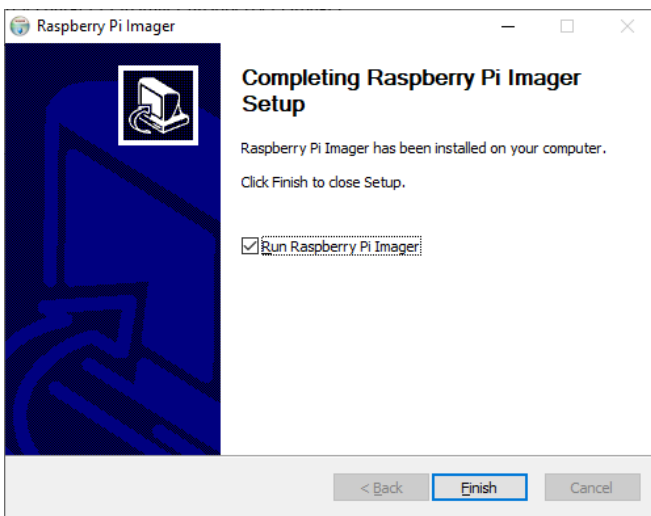 Raspberry Pi Imager
Completing Raspberry Pi Imager
Setup
Raspberry Pi Imager has been installed on your computer.
Click Finish to close Setup.
Run Raspberry Pi Imager
< Back
Finish
Cancel